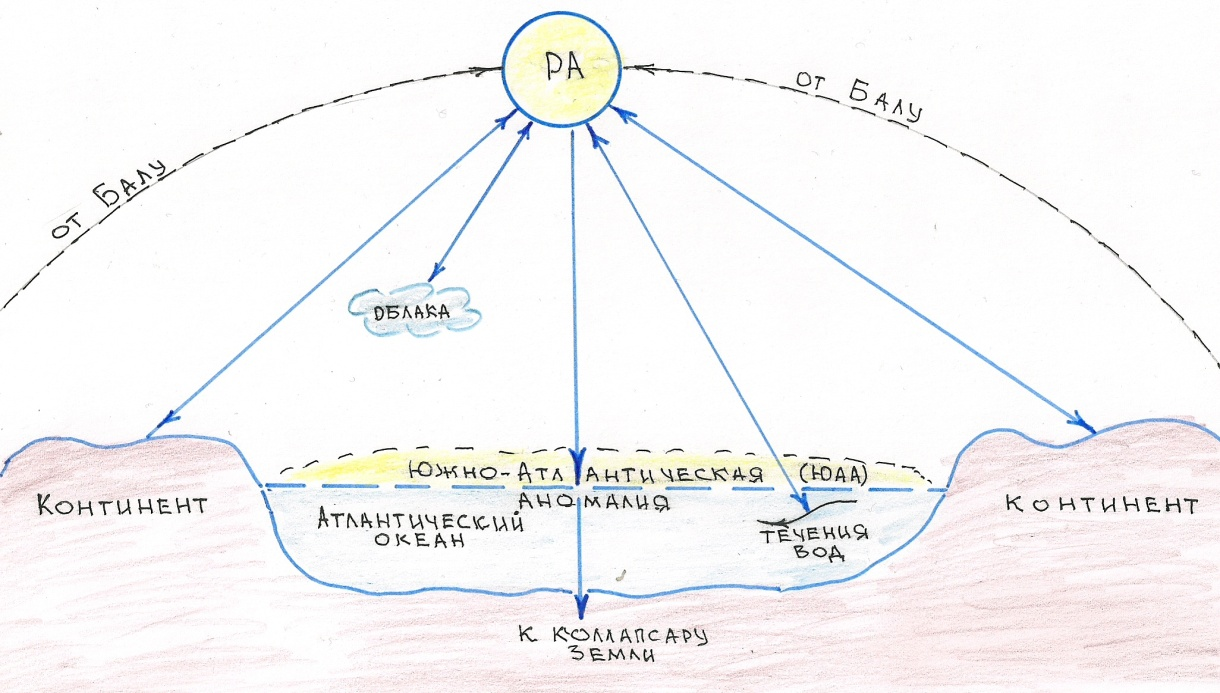 РА
от Балу
от Балу
ОБЛАКА
Южно-Атлантическая (ЮАА)
аномалия
Континент
Континент
Атлантический
океан
течения
вод
к коллапсару
Земли